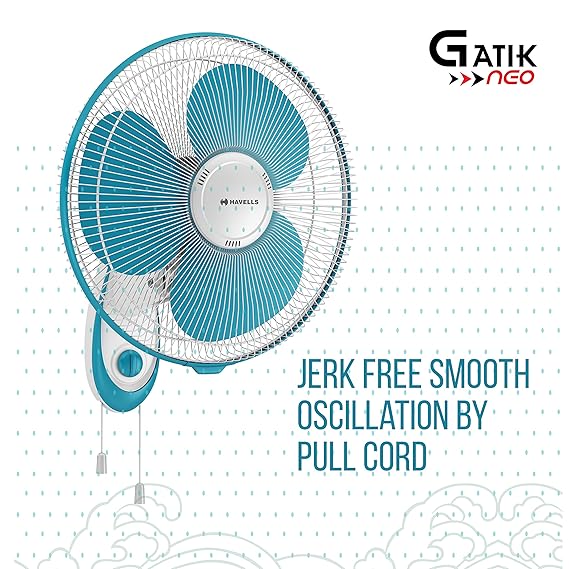 GATIK
neo
HAVELLS
JERK FREE SMOOTH
OSCILLATION BY
PULL CORD